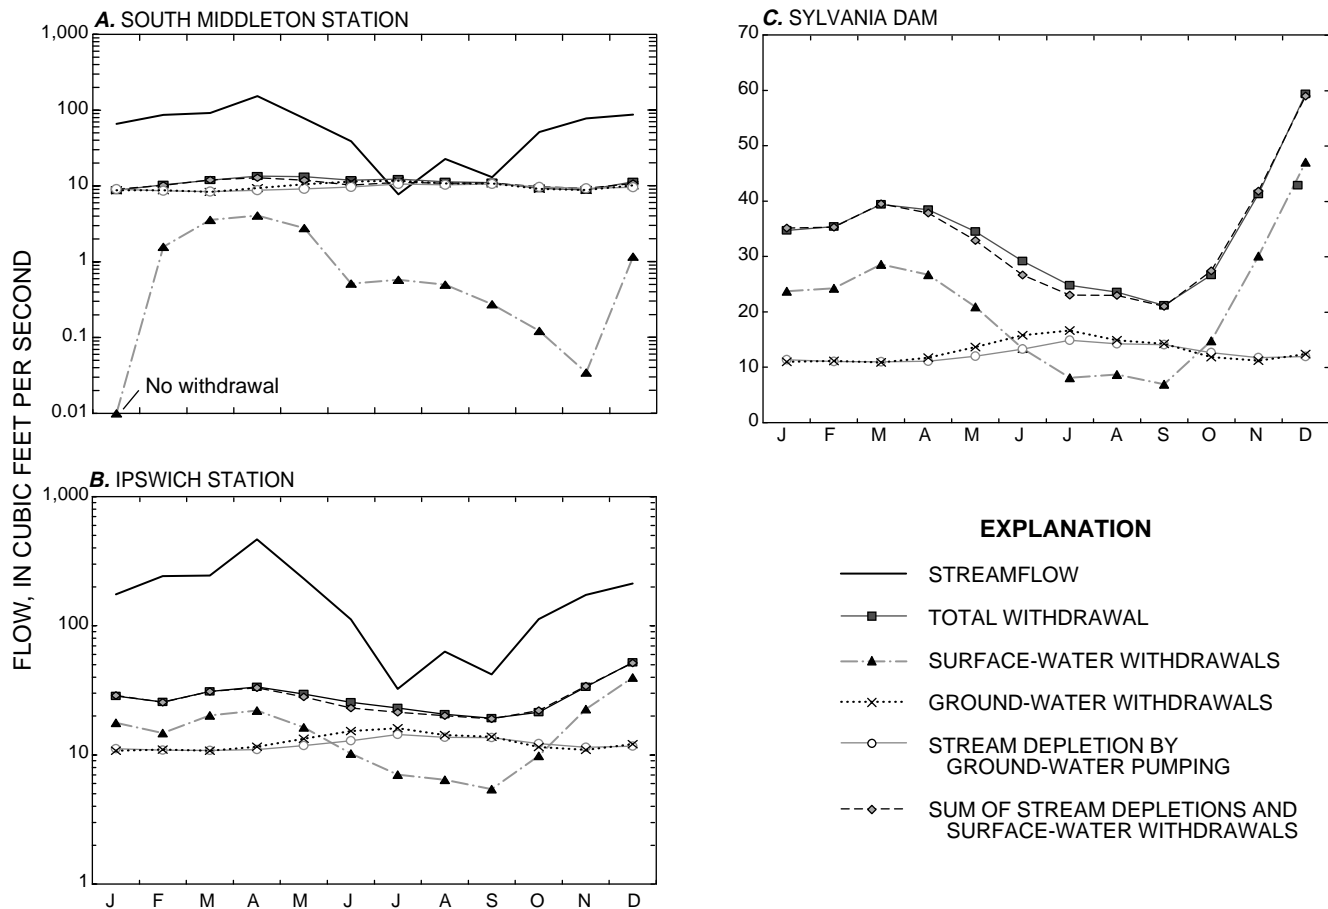 A. SOUTH MIDDLETON STATION
1,000
100
10
1
0.1
0.01
No withdrawal
B. IPSWICH STATION
1,000
100
10
1
J F M A M J J A S O N D
FLOW, IN CUBIC FEET PER SECOND
C. SYLVANIA DAM
70
60
50
40
30
20
10
0
J F M A M J J A S O N D
EXPLANATION
STREAMFLOW
TOTAL WITHDRAWAL
SURFACE-WATER WITHDRAWALS
GROUND-WATER WITHDRAWALS
STREAM DEPLETION BY
GROUND-WATER PUMPING
SUM OF STREAM DEPLETIONS AND
SURFACE-WATER WITHDRAWALS